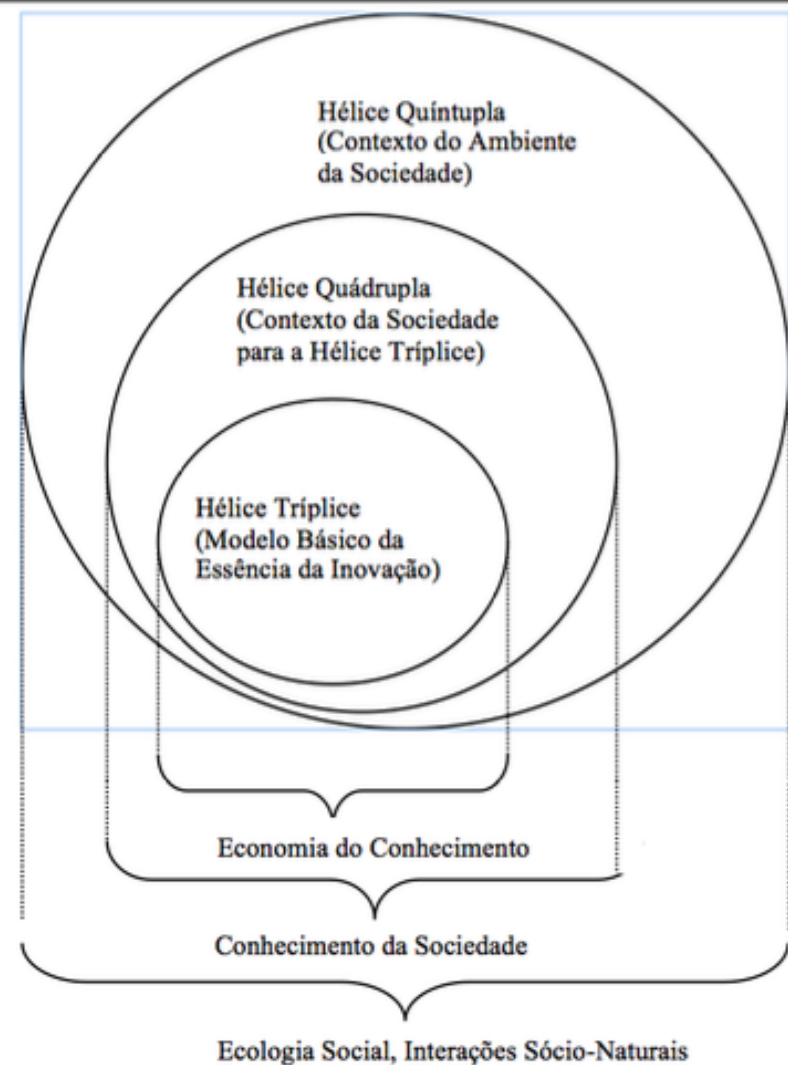 Hélice Quíntupla
(Contexto do Ambiente
da Sociedade)
Hélice Quádrupla
(Contexto da Sociedade
para a Hélice Tríplice)
Hélice Tríplice
(Modelo Básico da
Essência da Inovação)
Economia do Conhecimento
Conhecimento da Sociedade
Ecologia Social, Interações Sócio-Naturais